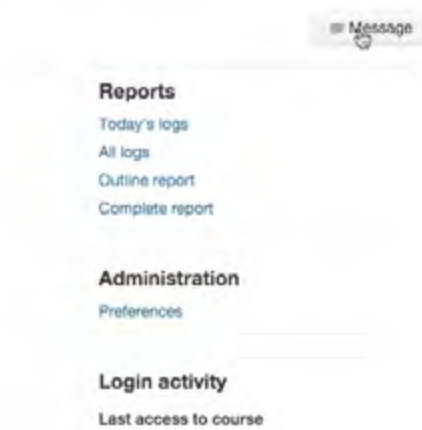 Message
Reports
Today's logs
All logs
Outline report
Complete report
Administration
Preferences
Login activity
Last access to course